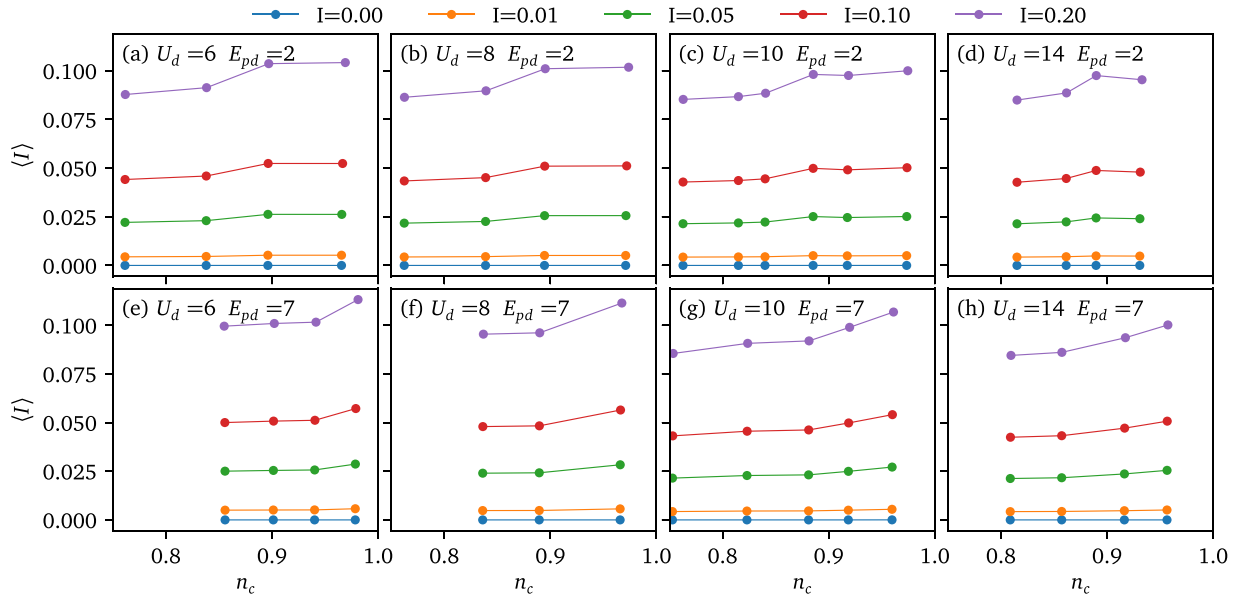 I=0.00 I=0.01 I=0.05 I=0.10 I=0.20
(a) U_d =6 E_pd =2
(b) U_d =8 E_pd =2
(c) U_d =10 E_pd =2
(d) U_d =14 E_pd =2
0.100
0.075
0.050
0.025
0.000
⟨I⟩
(e) U_d =6 E_pd =7
(f) U_d =8 E_pd =7
(g) U_d =10 E_pd =7
(h) U_d =14 E_pd =7
0.100
0.075
0.050
0.025
0.000
⟨I⟩
0.8 0.9 1.0 0.8 0.9 1.0 0.8 0.9 1.0 0.8 0.9 1.0
n_c n_c n_c n_c